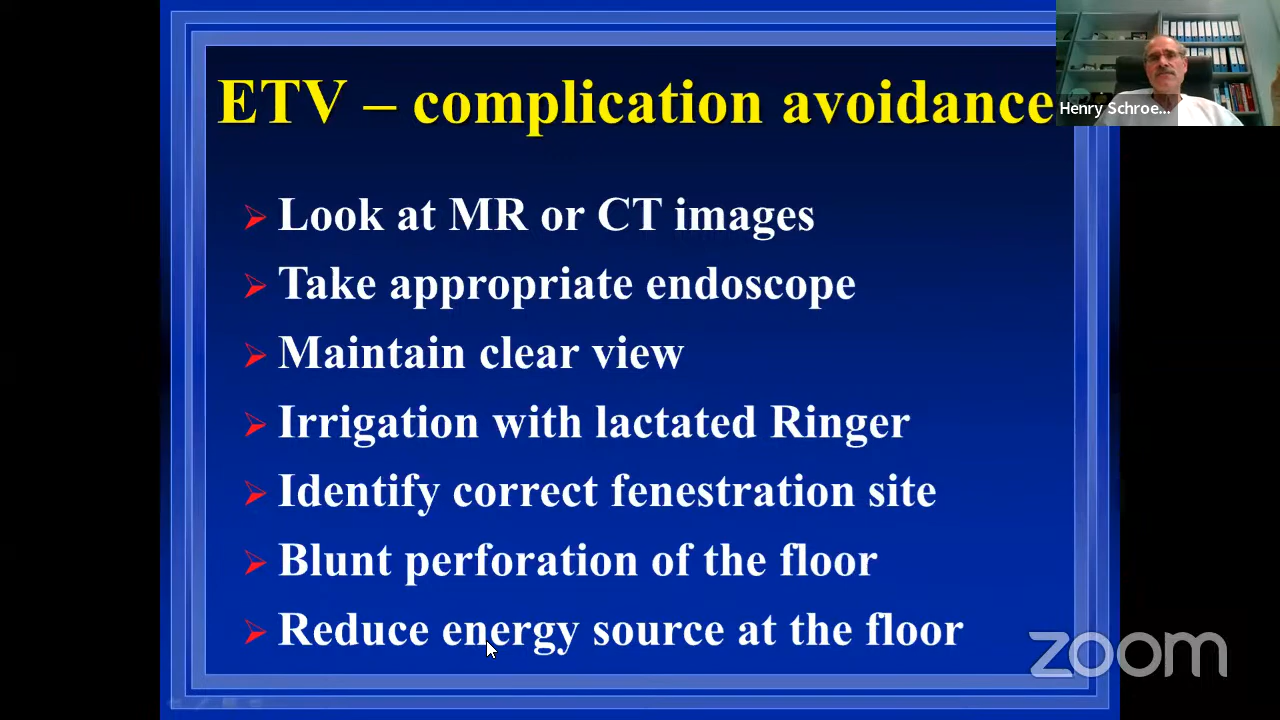 ETV – complication avoidance
Henry Schroe...
Look at MR or CT images
Take appropriate endoscope
Maintain clear view
Irrigation with lactated Ringer
Identify correct fenestration site
Blunt perforation of the floor
Reduce energy source at the floor
zoom